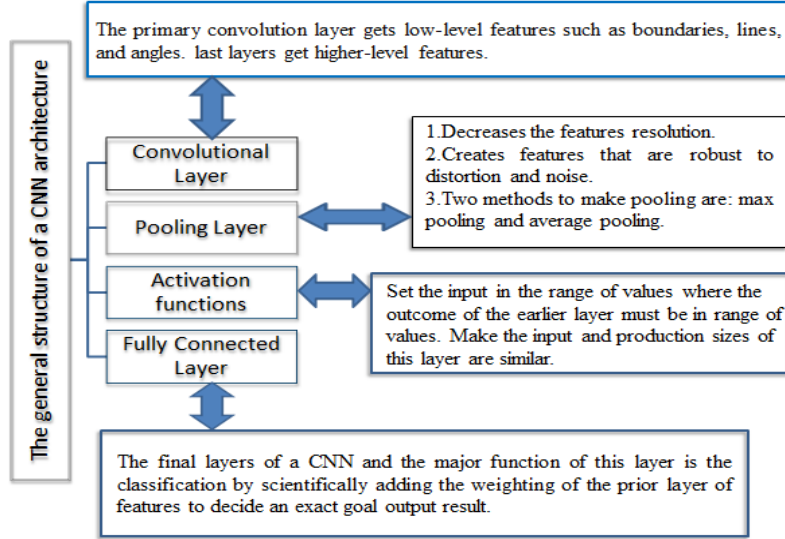 The general structure of a CNN architecture
The primary convolution layer gets low-level features such as boundaries, lines,
and angles. last layers get higher-level features.
Convolutional
Layer
1.Decreases the features resolution.
2.Creates features that are robust to
distortion and noise.
3.Two methods to make pooling are: max
pooling and average pooling.
Pooling Layer
Activation
functions
Set the input in the range of values where the
outcome of the earlier layer must be in range of
values. Make the input and production sizes of
this layer are similar.
Fully Connected
Layer
The final layers of a CNN and the major function of this layer is the
classification by scientifically adding the weighting of the prior layer of
features to decide an exact goal output result.